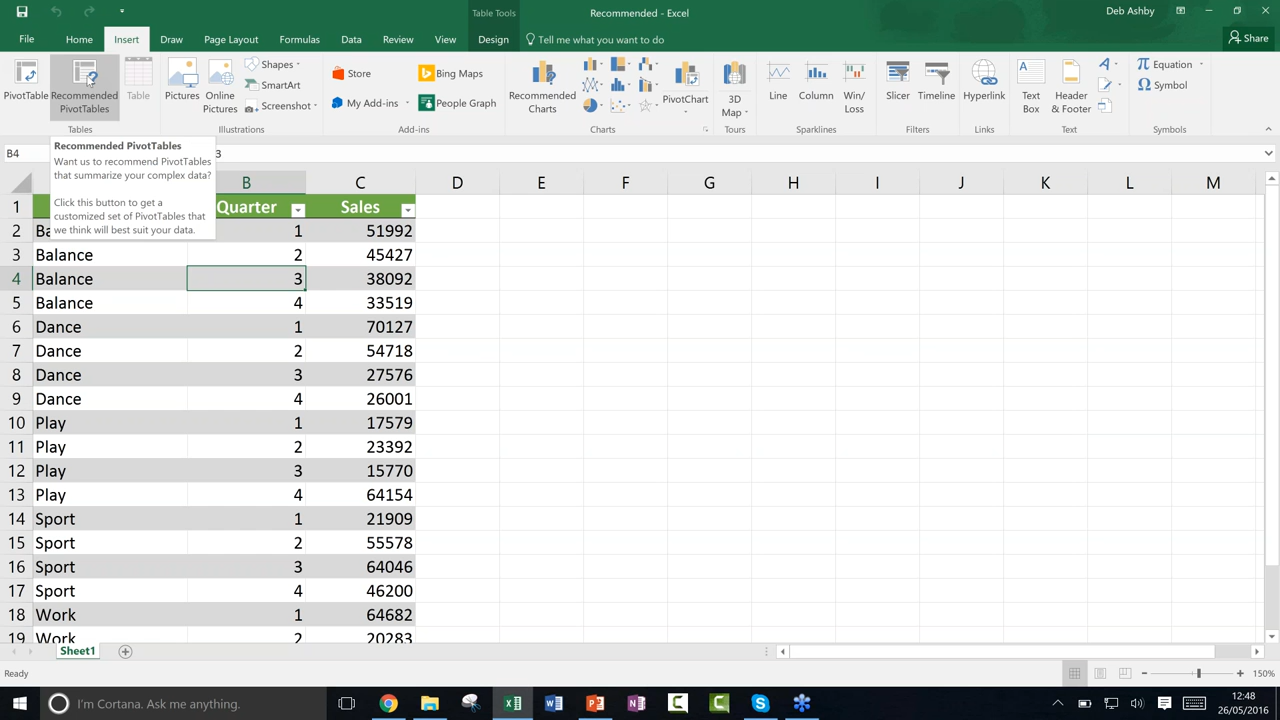 Table Tools
Recommended - Excel
Deb Ashby
File
Home
Insert
Draw
Page Layout
Formulas
Data
Review
View
Design
Tell me what you want to do
Share
PivotTable
Recommended
PivotTables
Table
Pictures
Online
Pictures
Shapes
SmartArt
Screenshot
Store
My Add-ins
Bing Maps
People Graph
Recommended
Charts
PivotChart
3D
Map
Line
Column
Win/
Loss
Slicer
Timeline
Hyperlink
Text
Box
Header
& Footer
Equation
Symbol
Tables
Illustrations
Add-ins
Charts
Tours
Sparklines
Filters
Links
Text
Symbols
B4
3
Recommended PivotTables
Want us to recommend PivotTables
that summarize your complex data?
Click this button to get a
customized set of PivotTables that
we think will best suit your data.
B C D E F G H I J K L M
1 Quarter Sales
2 Ba 1 51992
3 Balance 2 45427
4 Balance 3 38092
5 Balance 4 33519
6 Dance 1 70127
7 Dance 2 54718
8 Dance 3 27576
9 Dance 4 26001
10 Play 1 17579
11 Play 2 23392
12 Play 3 15770
13 Play 4 64154
14 Sport 1 21909
15 Sport 2 55578
16 Sport 3 64046
17 Sport 4 46200
18 Work 1 64682
19 Work 2 20283
Sheet1
Ready
150%
I'm Cortana. Ask me anything.
12:48
26/05/2016